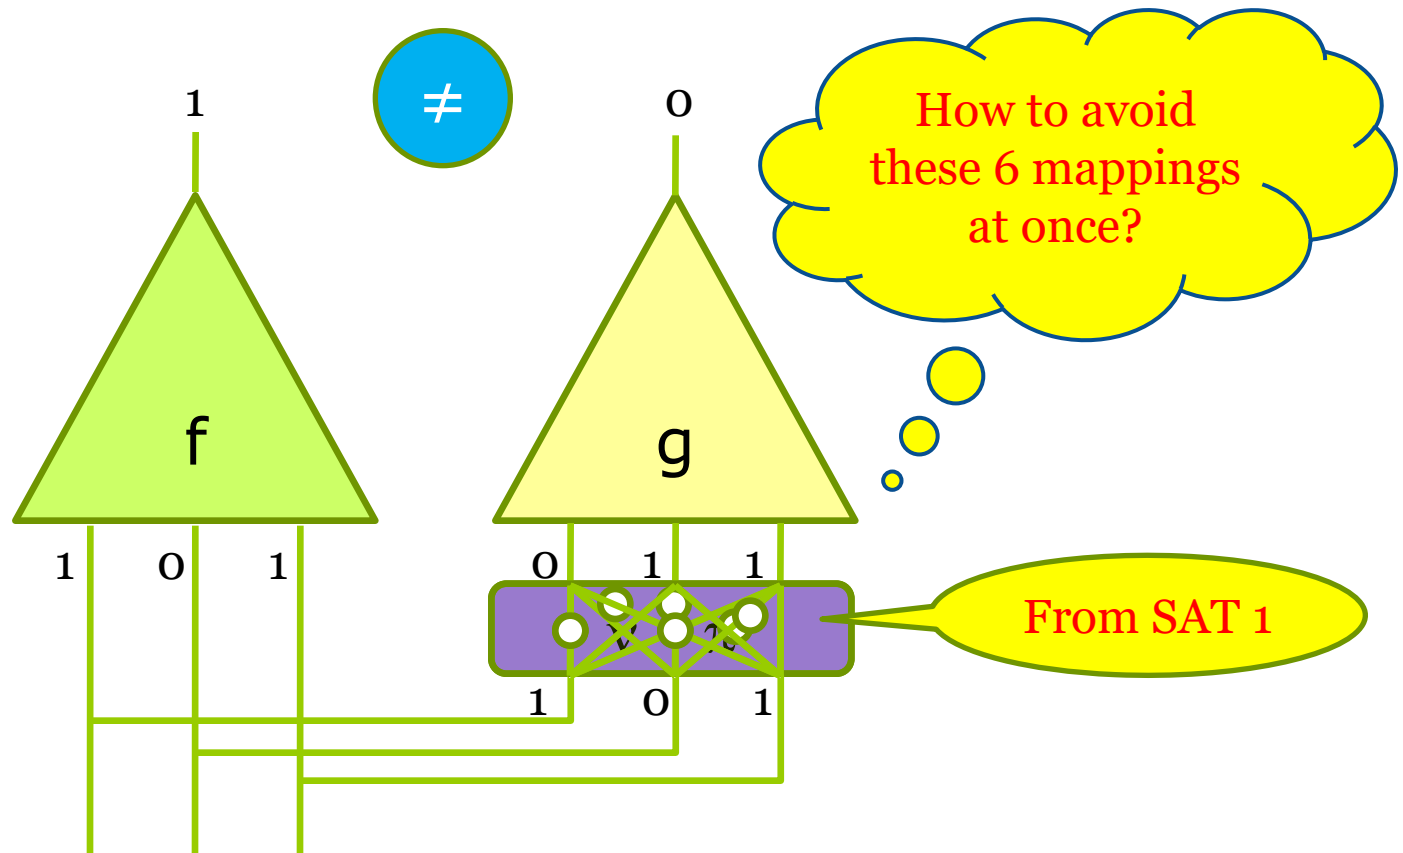 1
≠
0
How to avoid
these 6 mappings
at once?
f
g
1 0 1
0 1 1
From SAT 1
1 0 1